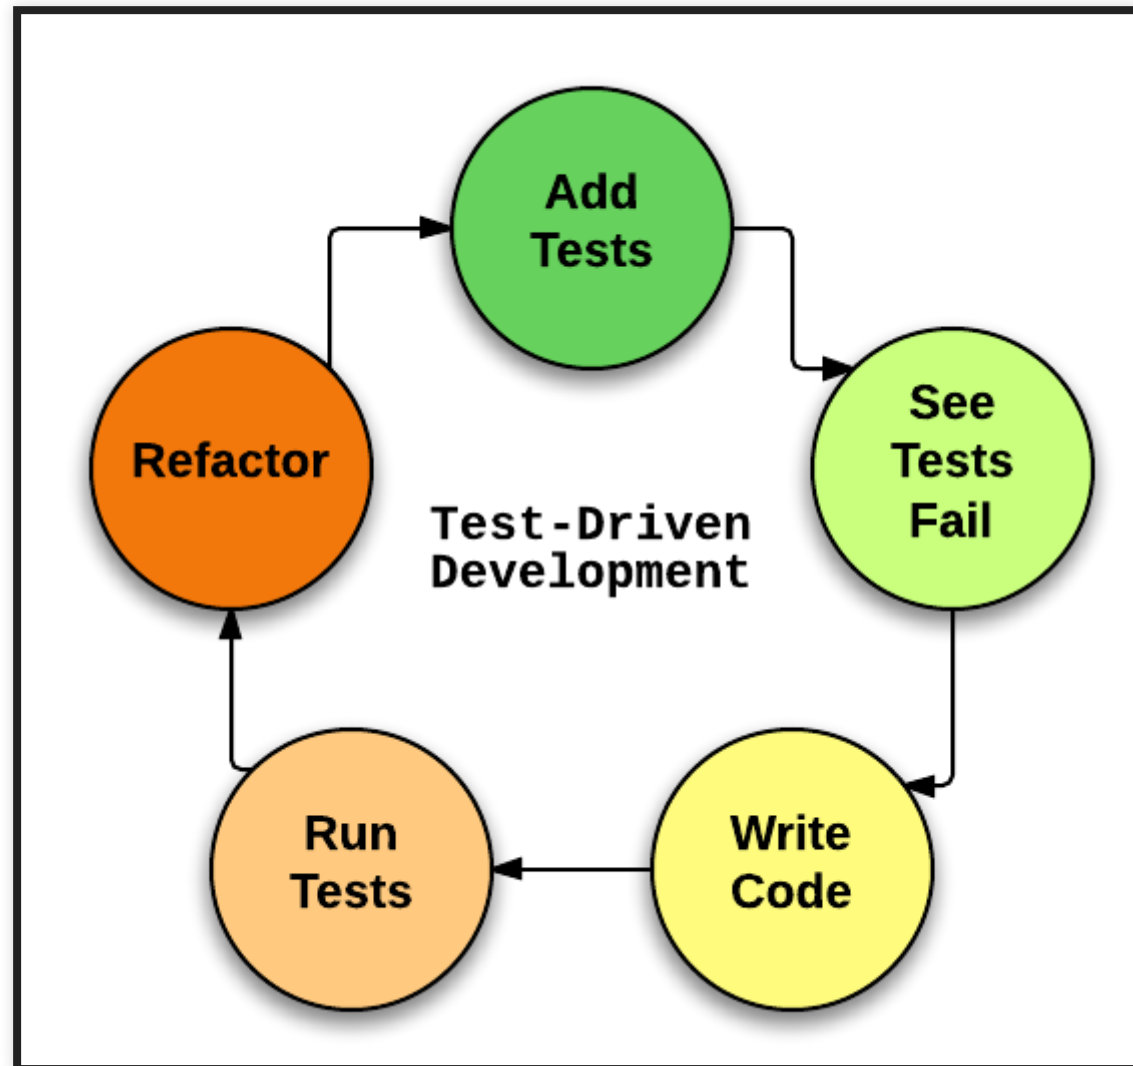 Add
Tests
See
Tests
Fail
Write
Code
Run
Tests
Refactor
Test-Driven
Development